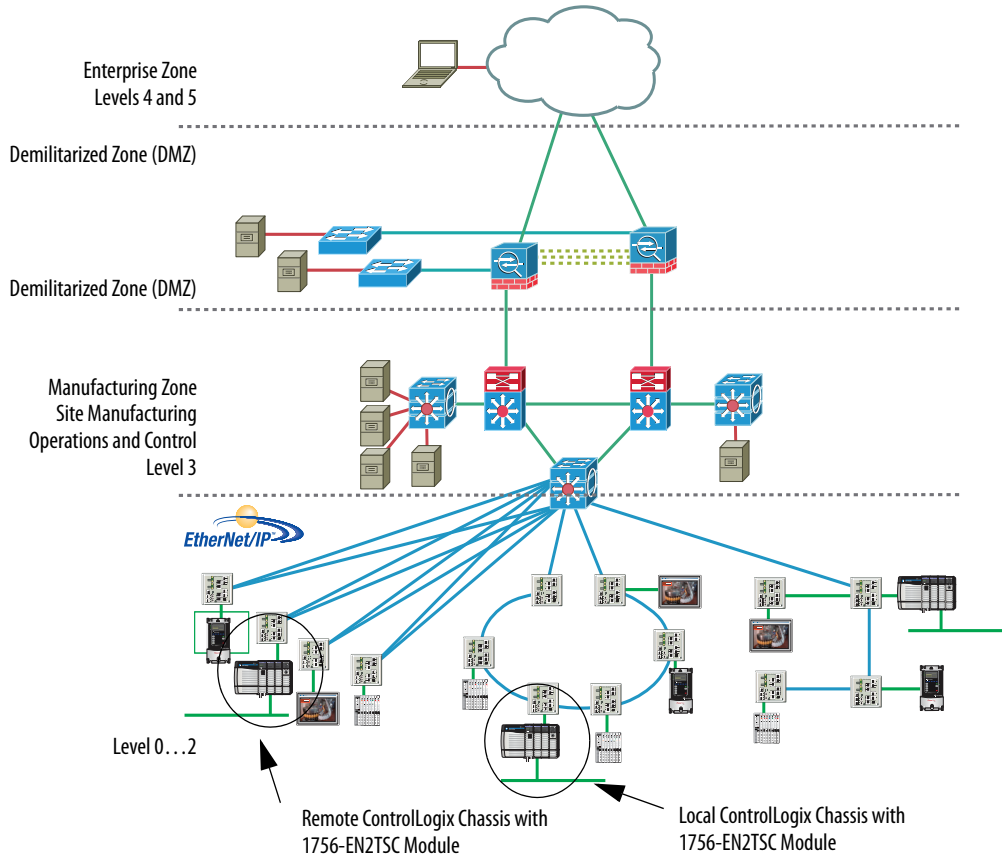 Enterprise Zone
Levels 4 and 5
Demilitarized Zone (DMZ)
Demilitarized Zone (DMZ)
Manufacturing Zone
Site Manufacturing
Operations and Control
Level 3
EtherNet/IP™
Level 0…2
Remote ControlLogix Chassis with
1756-EN2TSC Module
Local ControlLogix Chassis with
1756-EN2TSC Module